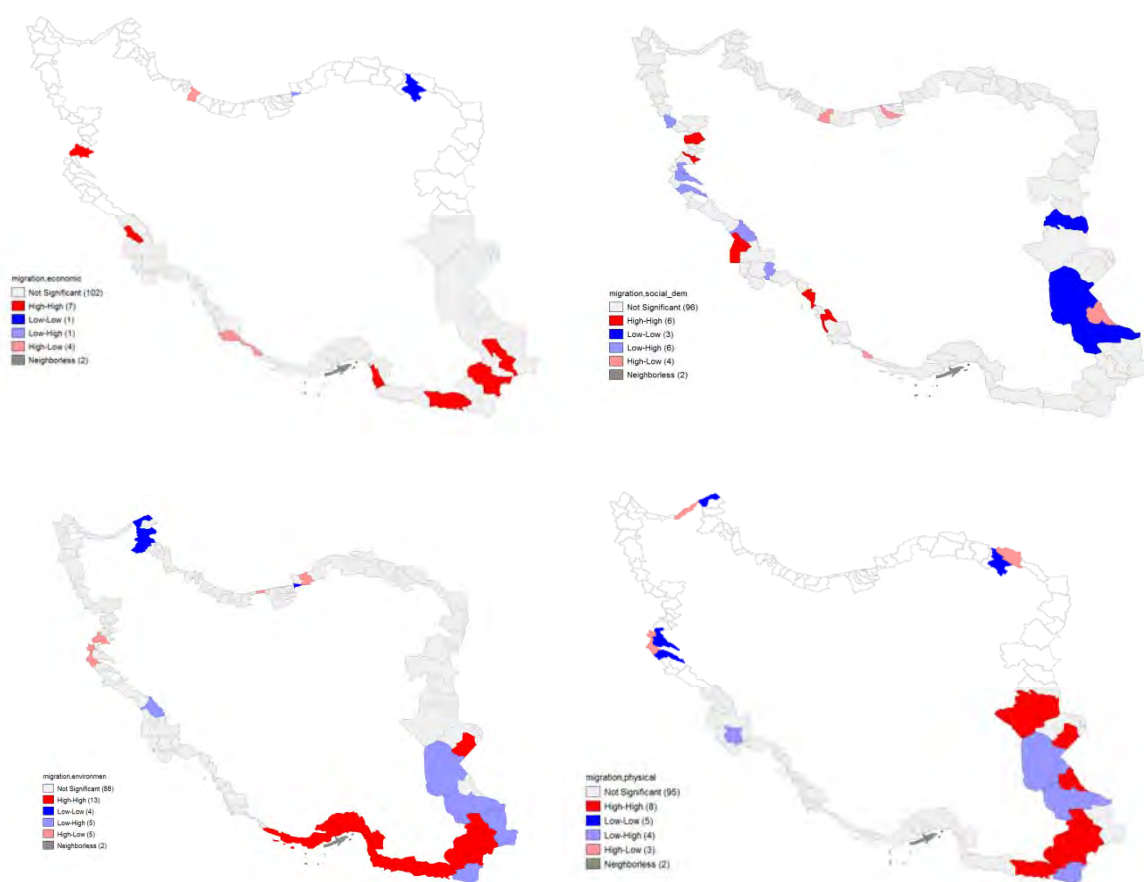 migration,economic
Not Significant (102)
High-High (7)
Low-Low (1)
Low-High (1)
High-Low (4)
Neighborless (2)
migration,social_dem
Not Significant (96)
High-High (6)
Low-Low (3)
Low-High (6)
High-Low (4)
Neighborless (2)
migration,environmen
Not Significant (88)
High-High (13)
Low-Low (4)
Low-High (5)
High-Low (5)
Neighborless (2)
migration,physical
Not Significant (95)
High-High (8)
Low-Low (5)
Low-High (4)
High-Low (3)
Neighborless (2)